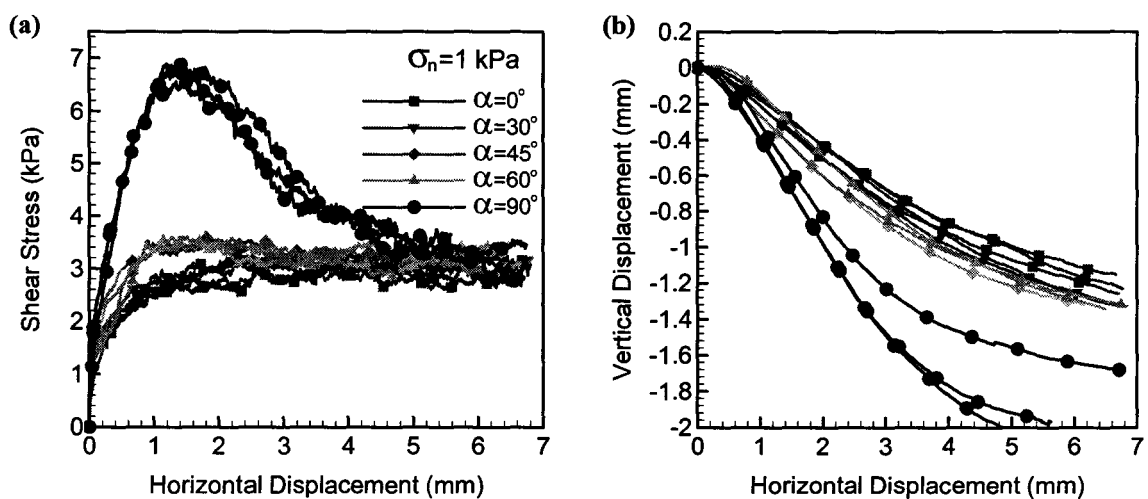 (a)
7
6
5
4
3
2
1
0
Shear Stress (kPa)
σn=1 kPa
α=0°
α=30°
α=45°
α=60°
α=90°
0 1 2 3 4 5 6 7
Horizontal Displacement (mm)
(b)
0.2
0
-0.2
-0.4
-0.6
-0.8
-1
-1.2
-1.4
-1.6
-1.8
-2
Vertical Displacement (mm)
0 1 2 3 4 5 6 7
Horizontal Displacement (mm)